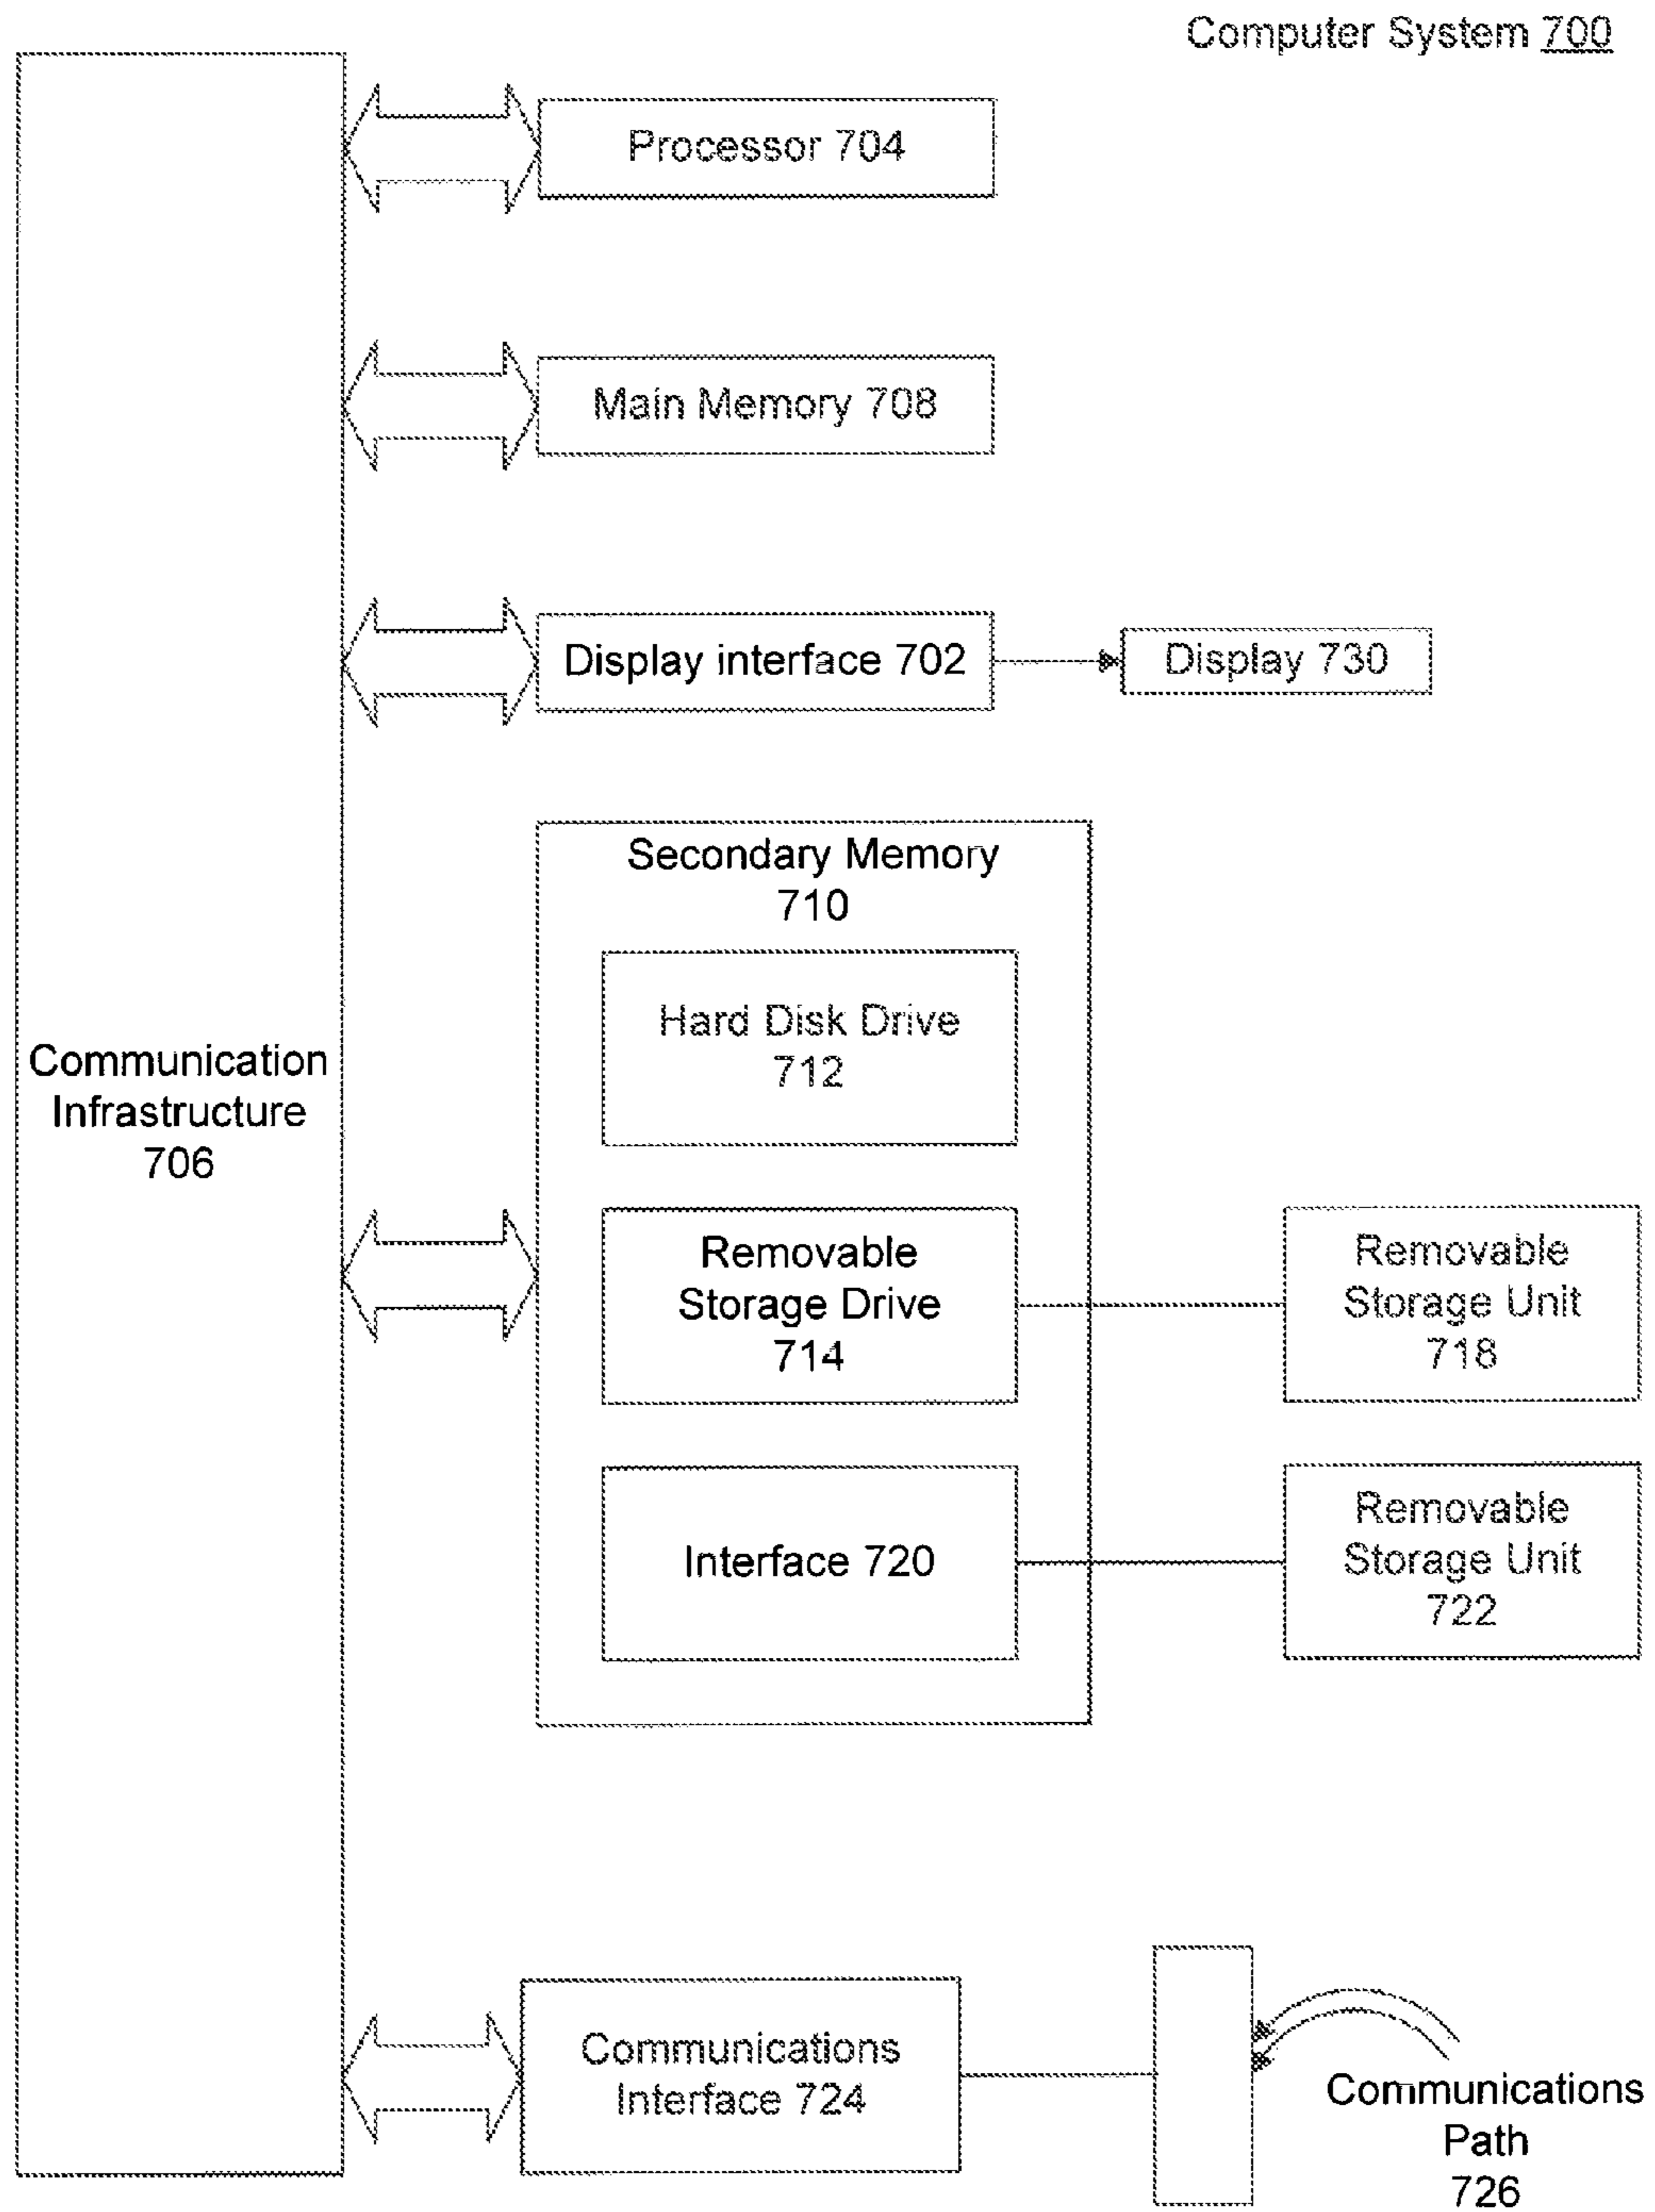 Computer System 700
Processor 704
Main Memory 708
Display interface 702
Display 730
Secondary Memory
710
Hard Disk Drive
712
Communication
Infrastructure
706
Removable
Storage Drive
714
Removable
Storage Unit
718
Interface 720
Removable
Storage Unit
722
Communications
Interface 724
Communications
Path
726